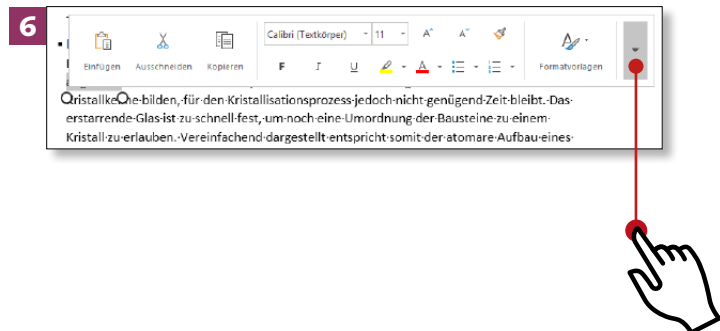 6
Calibri (Textkörper) 11 A A
Einfügen Ausschneiden Kopieren F I U A Formatvorlagen
ristallke ne·bilden,·für·den·Kristallisationsprozess·jedoch·nicht·genügend·Zeit·bleibt.·Das·
erstarrende·Glas·ist·zu·schnell·fest,·um·noch·eine·Umordnung·der·Bausteine·zu·einem·
Kristall·zu·erlauben.·Vereinfachend·dargestellt·entspricht·somit·der·atomare·Aufbau·eines·